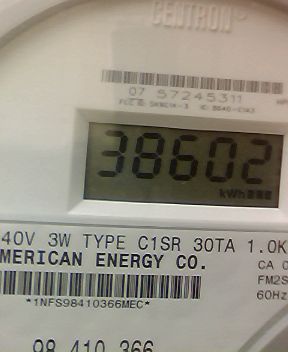 CENTRON
07 57245311
38602
kWh
40V 3W TYPE C1SR 30TA 1.0K
MERICAN ENERGY CO.
CA 0
FM2S
60Hz
*1NFS98410366MEC*
98 410 366